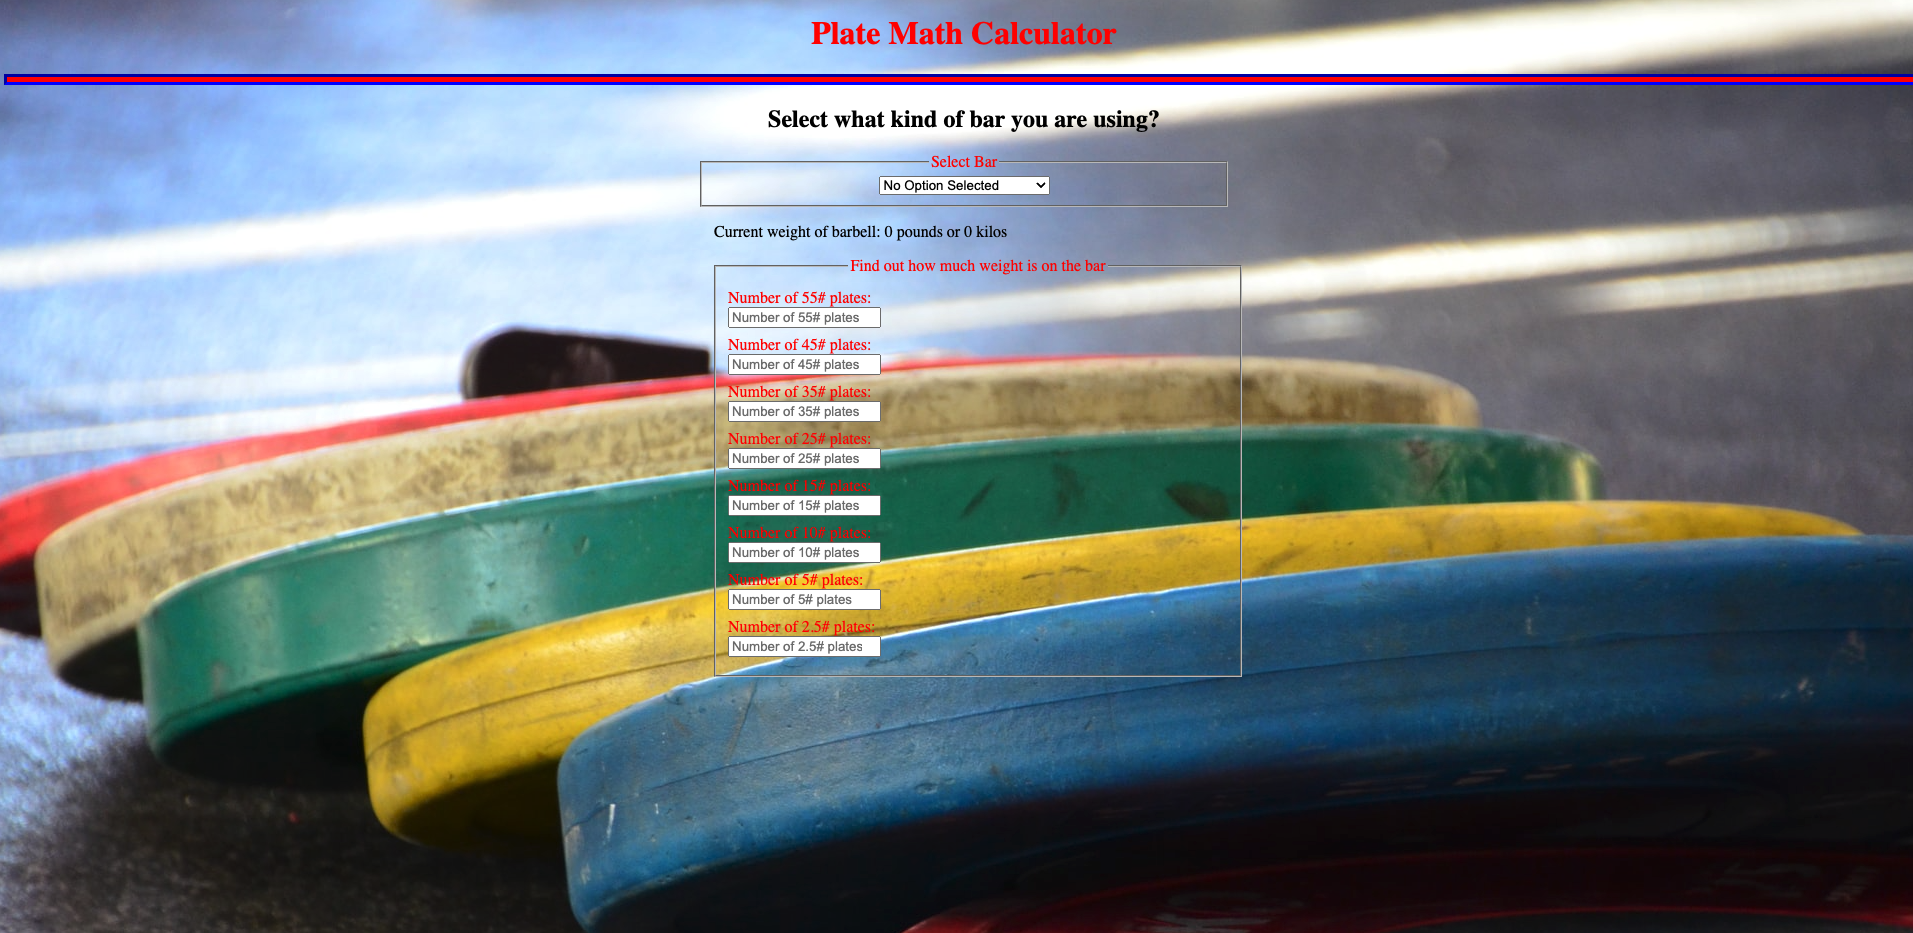 Plate Math Calculator
Select what kind of bar you are using?
Select Bar
No Option Selected
Current weight of barbell: 0 pounds or 0 kilos
Find out how much weight is on the bar
Number of 55# plates:
Number of 55# plates
Number of 45# plates:
Number of 45# plates
Number of 35# plates:
Number of 35# plates
Number of 25# plates:
Number of 25# plates
Number of 15# plates:
Number of 15# plates
Number of 10# plates:
Number of 10# plates
Number of 5# plates:
Number of 5# plates
Number of 2.5# plates:
Number of 2.5# plates